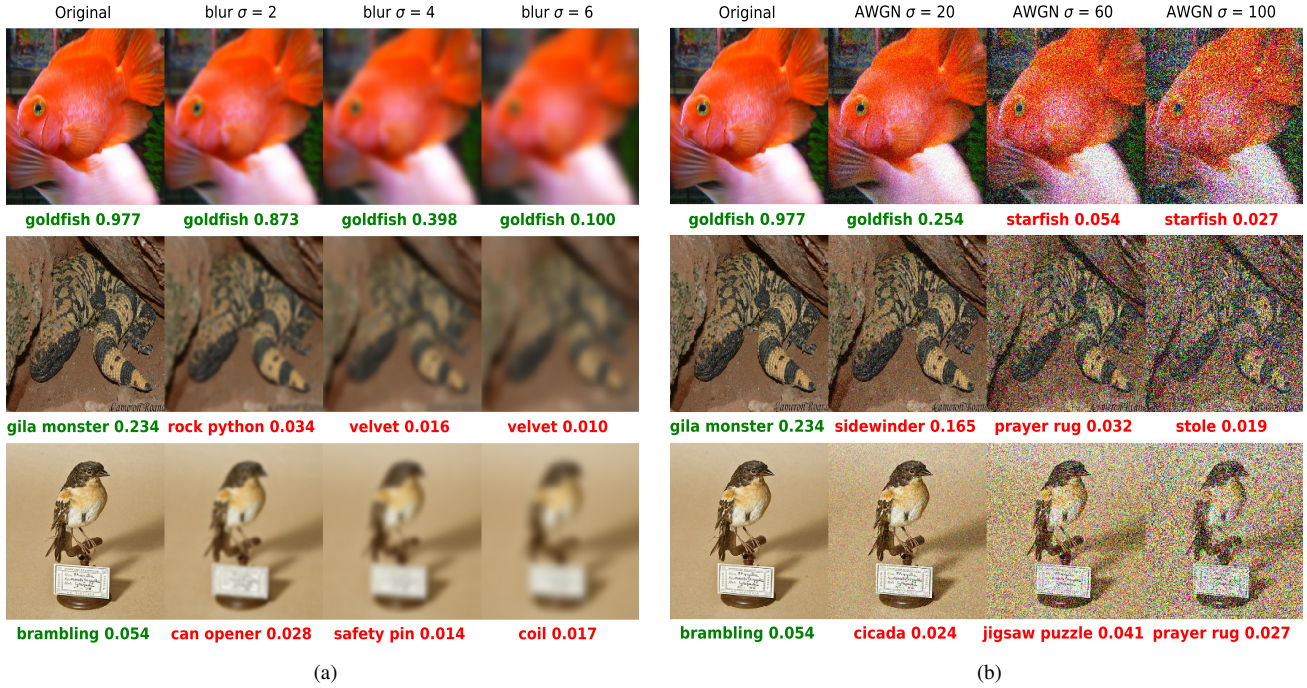 Original blur σ = 2 blur σ = 4 blur σ = 6
goldfish 0.977 goldfish 0.873 goldfish 0.398 goldfish 0.100
Cameron Rogna
gila monster 0.234 rock python 0.034 velvet 0.016 velvet 0.010
brambling 0.054 can opener 0.028 safety pin 0.014 coil 0.017
(a)
Original AWGN σ = 20 AWGN σ = 60 AWGN σ = 100
goldfish 0.977 goldfish 0.254 starfish 0.054 starfish 0.027
gila monster 0.234 sidewinder 0.165 prayer rug 0.032 stole 0.019
brambling 0.054 cicada 0.024 jigsaw puzzle 0.041 prayer rug 0.027
(b)